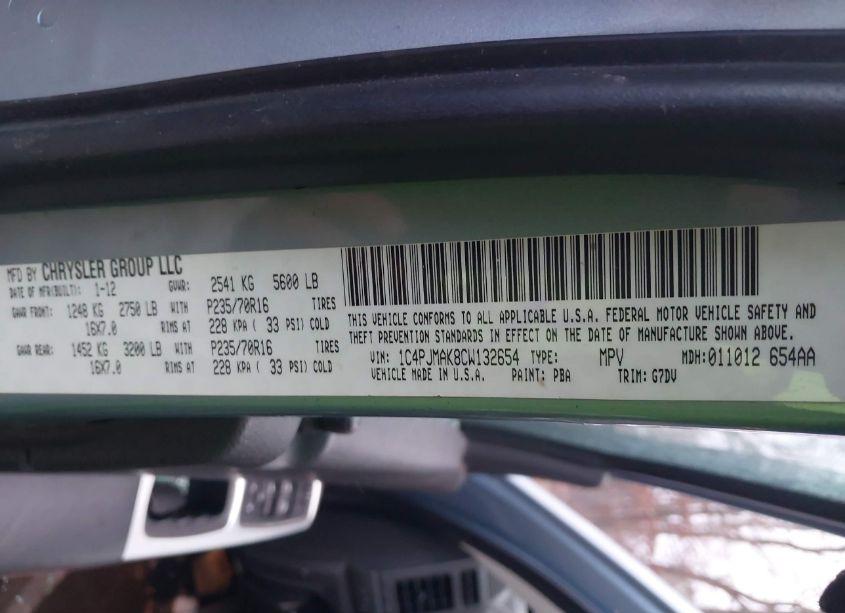 MFD BY CHRYSLER GROUP LLC
DATE OF MFR(BUILT): 1-12 GVWR: 2541 KG 5600 LB
GAWR FRONT: 1248 KG 2750 LB WITH P235/70R16 TIRES
16X7.0 RIMS AT 228 KPA ( 33 PSI) COLD
GAWR REAR: 1452 KG 3200 LB WITH P235/70R16 TIRES
16X7.0 RIMS AT 228 KPA ( 33 PSI) COLD
THIS VEHICLE CONFORMS TO ALL APPLICABLE U.S.A. FEDERAL MOTOR VEHICLE SAFETY AND
THEFT PREVENTION STANDARDS IN EFFECT ON THE DATE OF MANUFACTURE SHOWN ABOVE.
VIN: 1C4PJMAK8CW132654 TYPE: MPV MDH:011012 654AA
VEHICLE MADE IN U.S.A. PAINT: PBA TRIM: G7DV